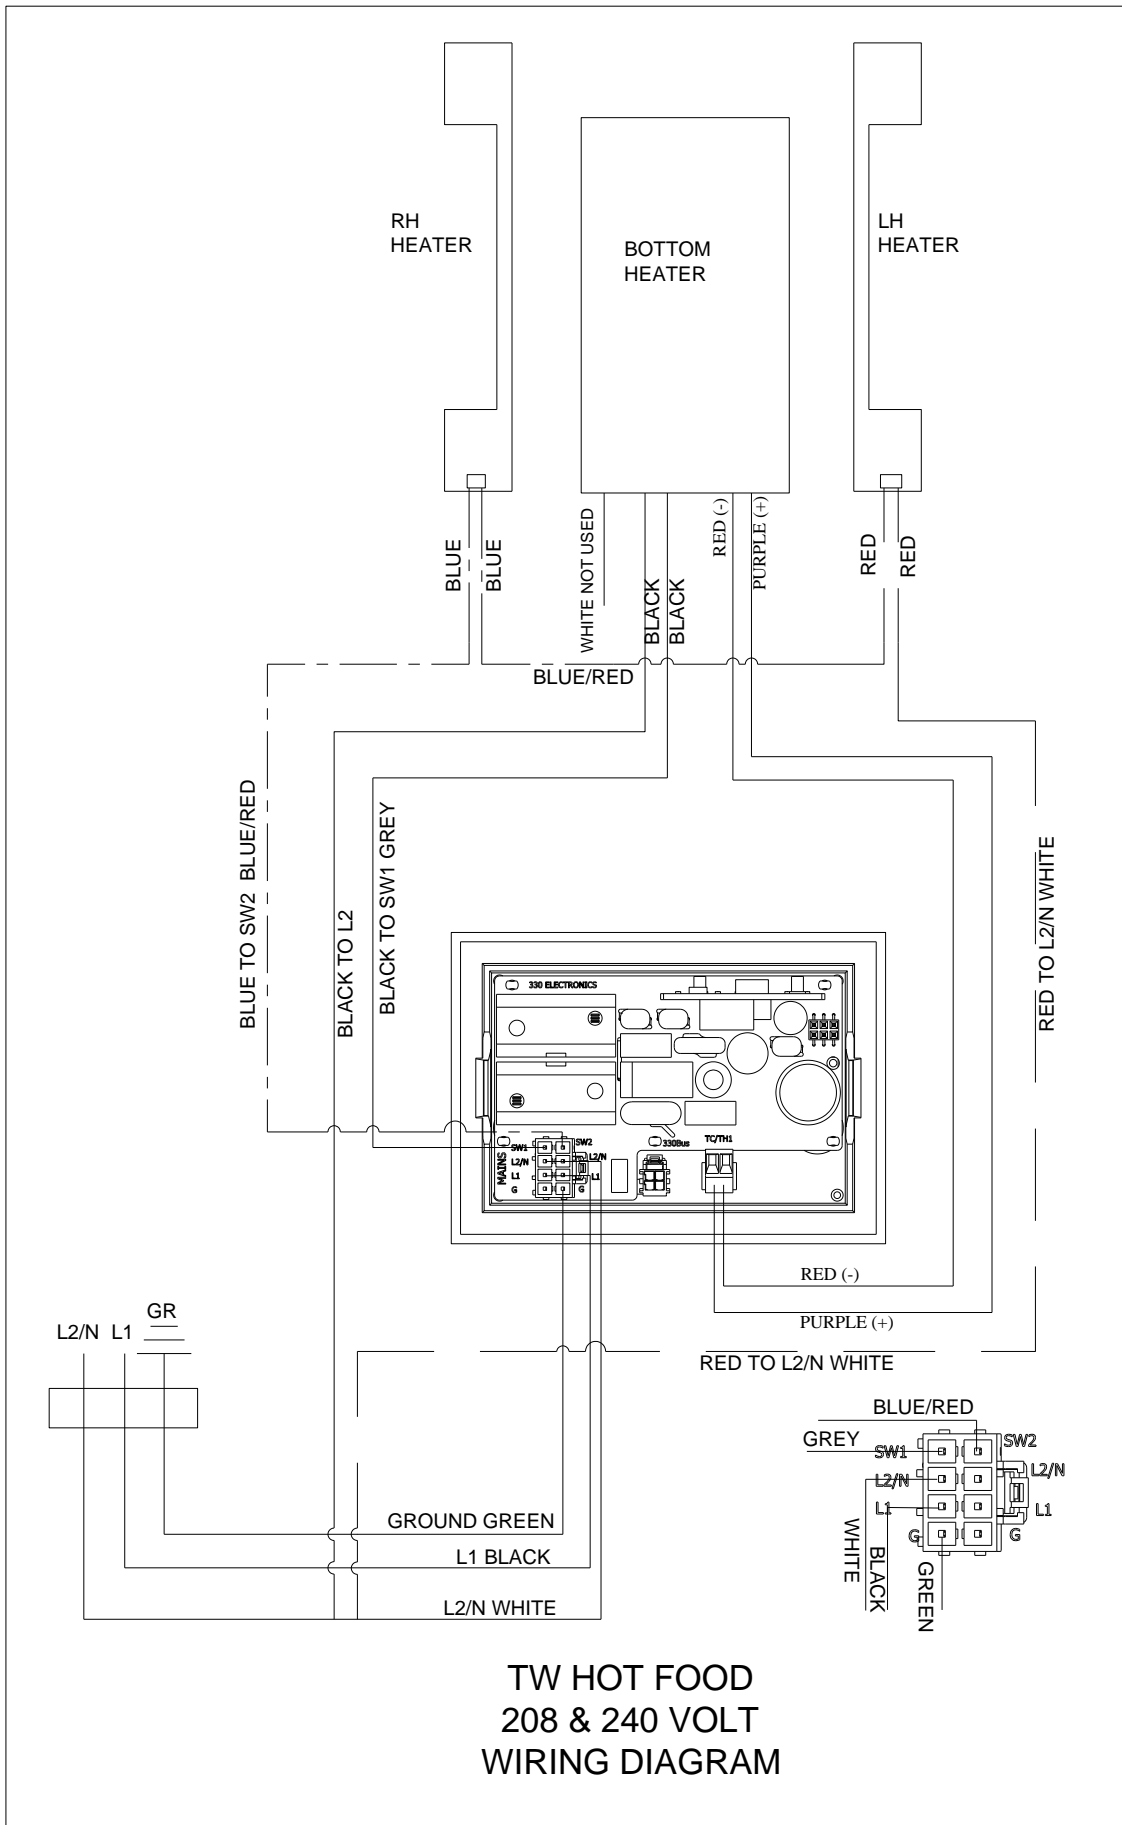 RH
HEATER
BOTTOM
HEATER
LH
HEATER
BLUE
BLUE
WHITE NOT USED
BLACK
BLACK
RED (-)
PURPLE (+)
RED
RED
BLUE/RED
BLUE TO SW2  BLUE/RED
BLACK TO L2
BLACK TO SW1 GREY
RED TO L2/N WHITE
330 ELECTRONICS
MAINS
SW1
SW2
L2/N
L2/N
L1
L1
G
G
330Bus
TC/TH1
RED (-)
PURPLE (+)
RED TO L2/N WHITE
L2/N
L1
GR
GROUND GREEN
L1 BLACK
L2/N WHITE
BLUE/RED
GREY
SW1
SW2
L2/N
L2/N
L1
L1
G
G
WHITE
BLACK
GREEN
TW HOT FOOD
208 & 240 VOLT
WIRING DIAGRAM